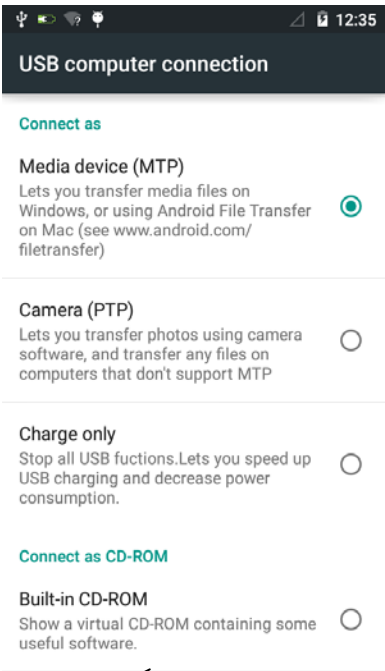 12:35
USB computer connection
Connect as
Media device (MTP)
Lets you transfer media files on
Windows, or using Android File Transfer
on Mac (see www.android.com/
filetransfer)
Camera (PTP)
Lets you transfer photos using camera
software, and transfer any files on
computers that don't support MTP
Charge only
Stop all USB fuctions.Lets you speed up
USB charging and decrease power
consumption.
Connect as CD-ROM
Built-in CD-ROM
Show a virtual CD-ROM containing some
useful software.